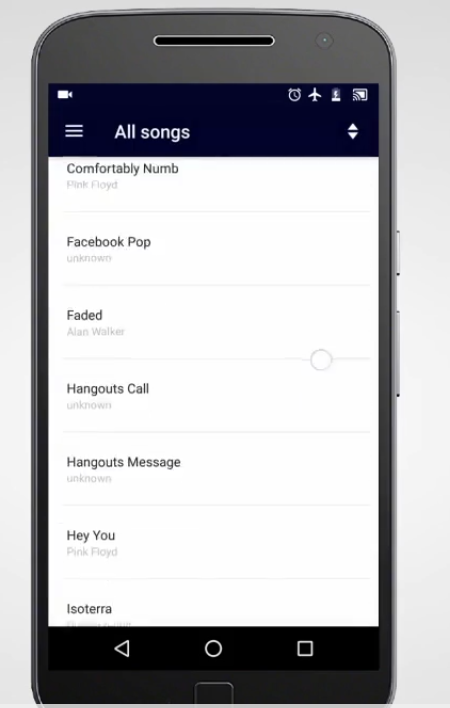 All songs
Comfortably Numb
Pink Floyd
Facebook Pop
unknown
Faded
Alan Walker
Hangouts Call
unknown
Hangouts Message
unknown
Hey You
Pink Floyd
Isoterra